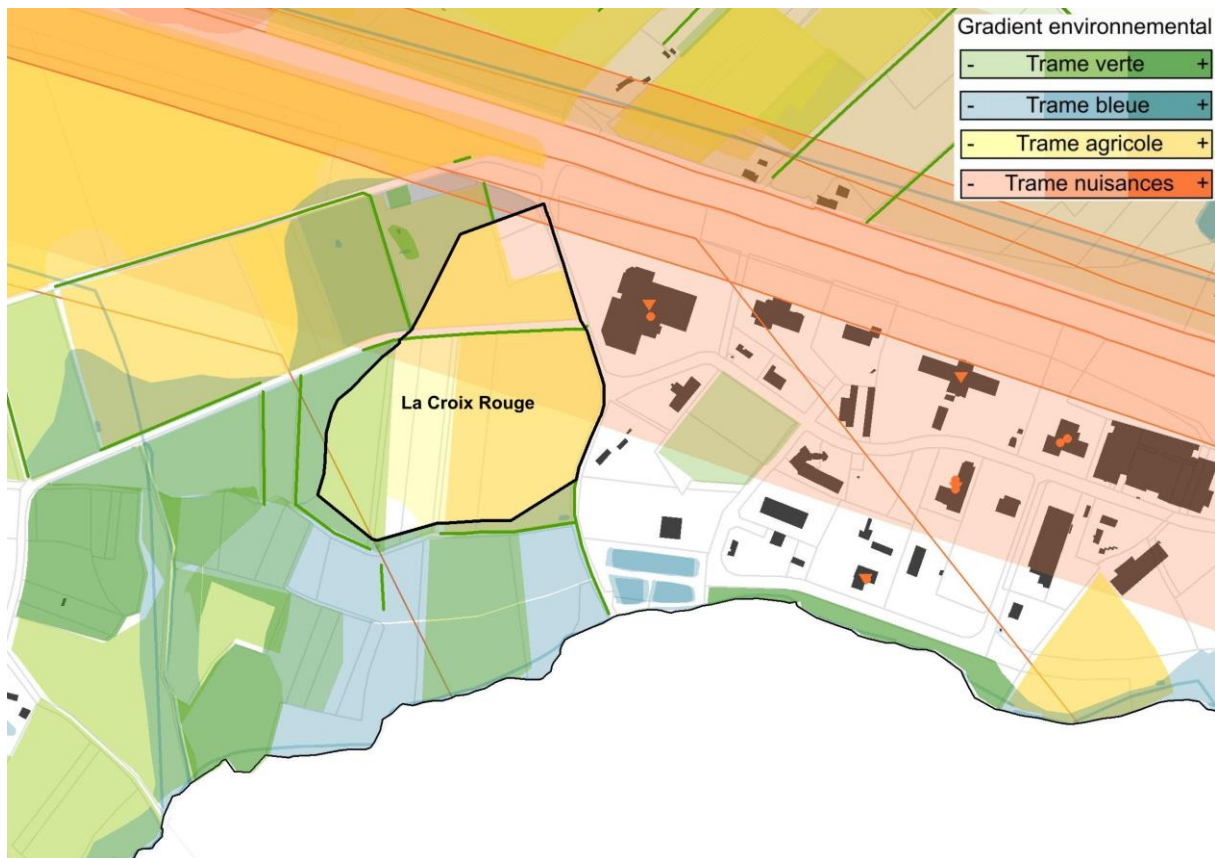 Gradient environnemental
- Trame verte +
- Trame bleue +
- Trame agricole +
- Trame nuisances +
La Croix Rouge